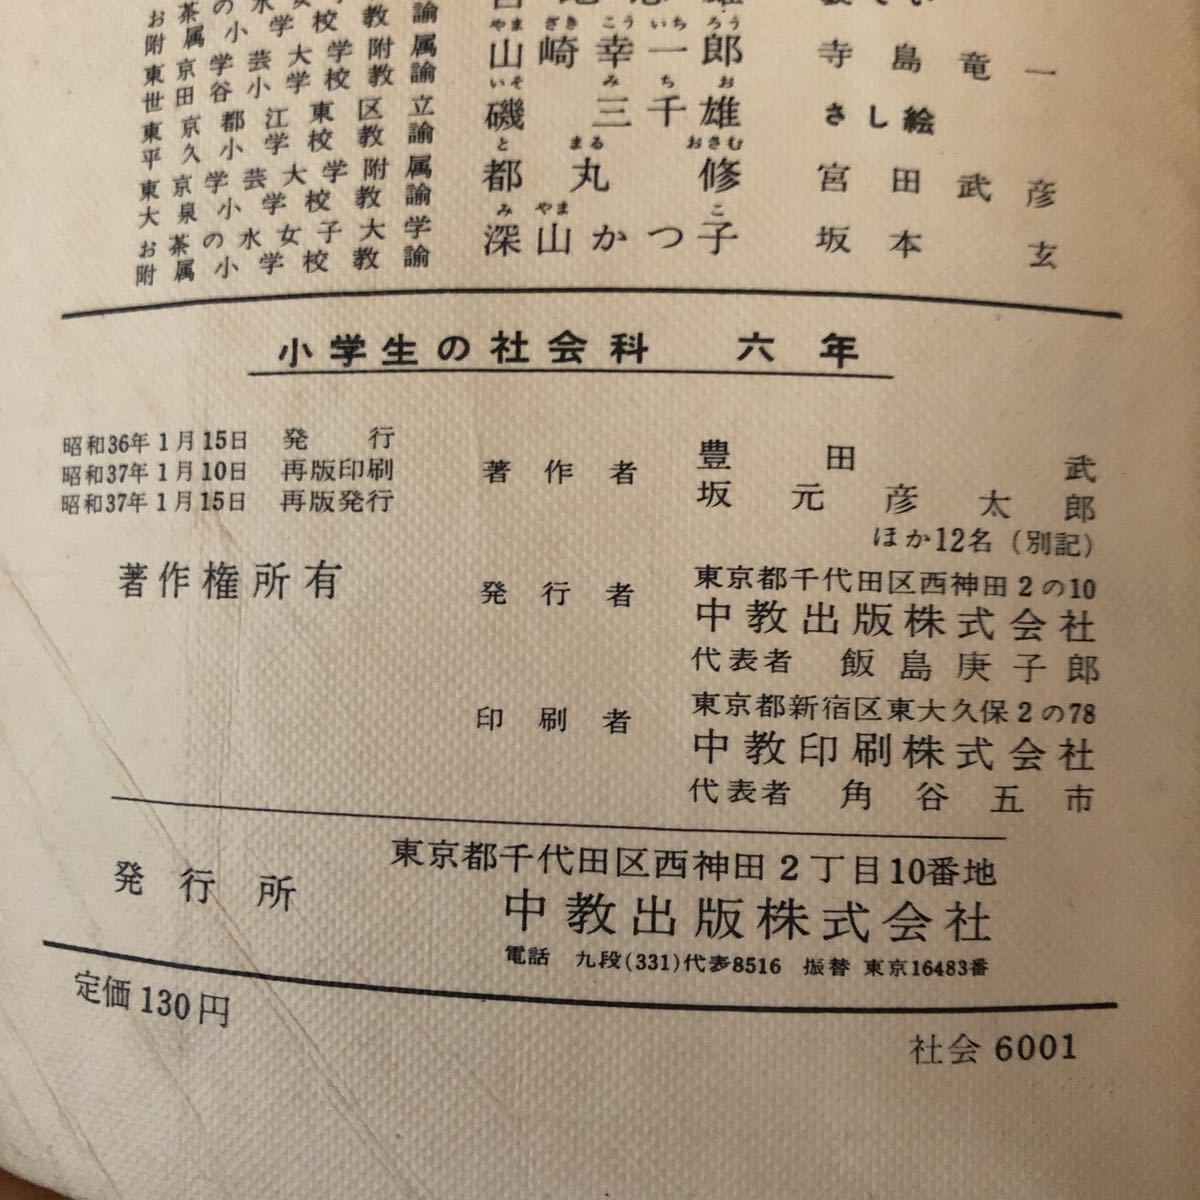 附属小学校教諭
東京学芸大学附属
世田谷小学校教諭
やま ざき こう いち ろう
山崎幸一郎
寺島竜一
東京都江東区立
平久小学校教諭
いそ み ち お
磯 三千雄
さし絵
東京学芸大学附属
大泉小学校教諭
と まる おさむ
都丸 修
宮田武彦
お茶の水女子大学
附属小学校教諭
み やま こ
深山かつ子
坂本 玄
小学生の社会科 六年
昭和36年1月15日 発行
昭和37年1月10日 再版印刷
昭和37年1月15日 再版発行
著作者
豊田 武
坂元彦太郎
ほか12名(別記)
著作権所有
発行者
東京都千代田区西神田2の10
中教出版株式会社
代表者 飯島庚子郎
印刷者
東京都新宿区東大久保2の78
中教印刷株式会社
代表者 角谷五市
発行所
東京都千代田区西神田2丁目10番地
中教出版株式会社
電話 九段(331)代表8516 振替 東京16483番
定価130円
社会 6001